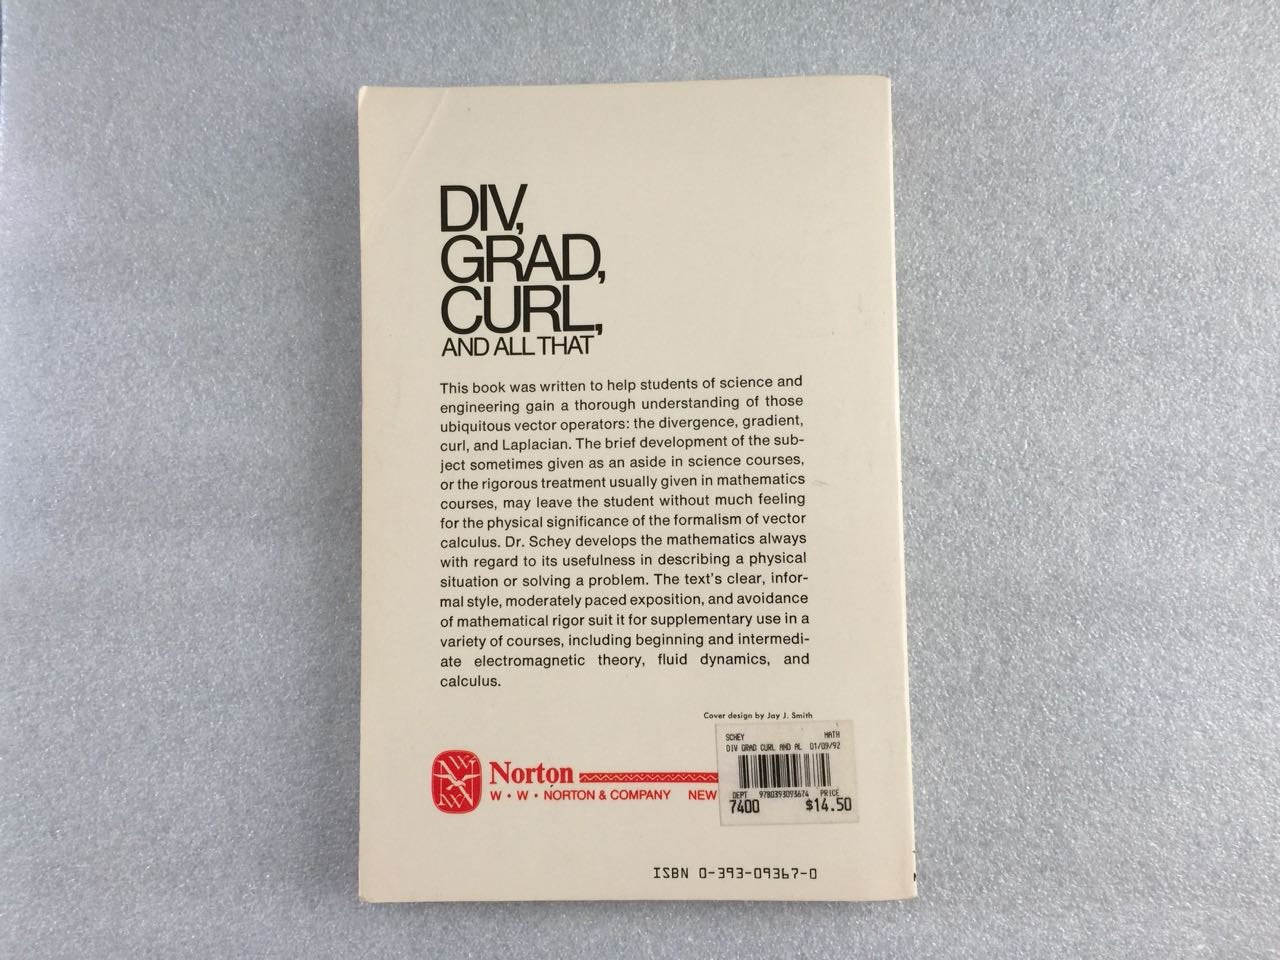 DIV,
GRAD,
CURL,
AND ALL THAT
This book was written to help students of science and
engineering gain a thorough understanding of those
ubiquitous vector operators: the divergence, gradient,
curl, and Laplacian. The brief development of the sub-
ject sometimes given as an aside in science courses,
or the rigorous treatment usually given in mathematics
courses, may leave the student without much feeling
for the physical significance of the formalism of vector
calculus. Dr. Schey develops the mathematics always
with regard to its usefulness in describing a physical
situation or solving a problem. The text's clear, infor-
mal style, moderately paced exposition, and avoidance
of mathematical rigor suit it for supplementary use in a
variety of courses, including beginning and intermedi-
ate electromagnetic theory, fluid dynamics, and
calculus.
Cover design by Jay J. Smith
SCHEY MATH
DIV GRAD CURL AND AL 01/09/92
DEPT 9780393093674 PRICE
7400 $14.50
Norton
W • W • NORTON & COMPANY NEW
ISBN 0-393-09367-0